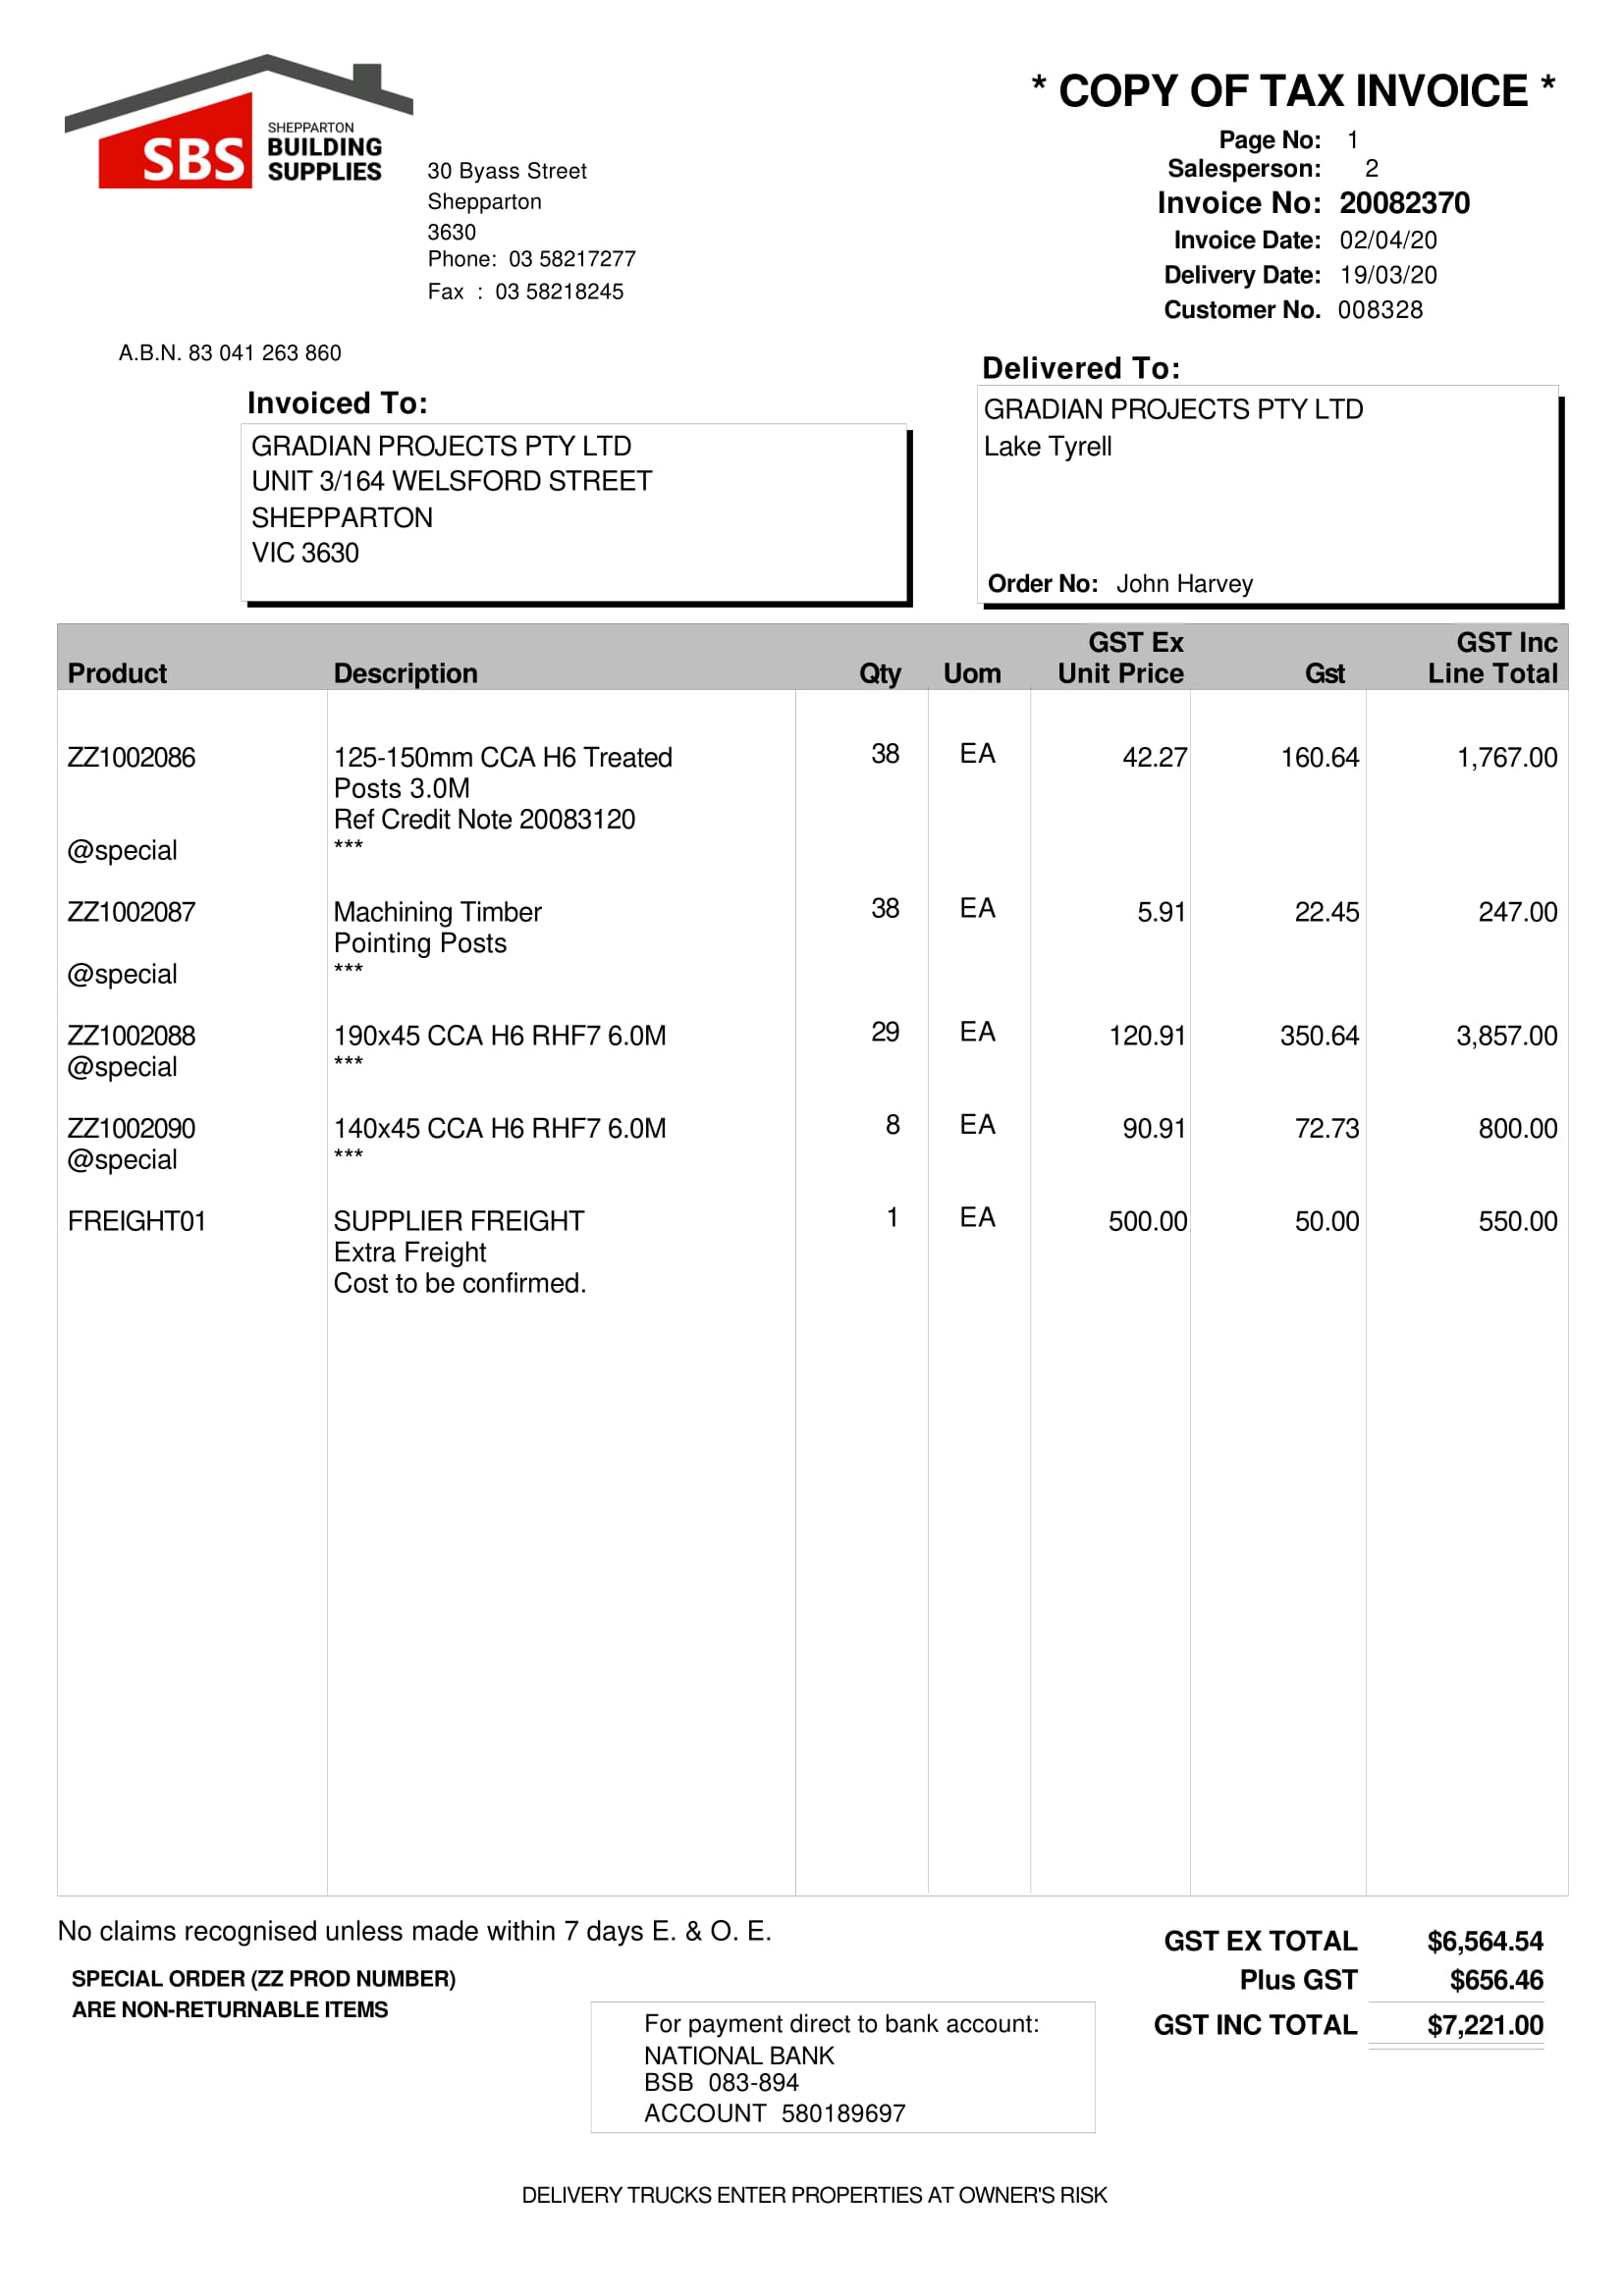 SBS SHEPPARTON BUILDING SUPPLIES
30 Byass Street
Shepparton
3630
Phone: 03 58217277
Fax : 03 58218245
A.B.N. 83 041 263 860
* COPY OF TAX INVOICE *
Page No: 1
Salesperson: 2
Invoice No: 20082370
Invoice Date: 02/04/20
Delivery Date: 19/03/20
Customer No. 008328
Invoiced To:
GRADIAN PROJECTS PTY LTD
UNIT 3/164 WELSFORD STREET
SHEPPARTON
VIC 3630
Delivered To:
GRADIAN PROJECTS PTY LTD
Lake Tyrell
Order No: John Harvey
GST Ex GST Inc
Product Description Qty Uom Unit Price Gst Line Total
ZZ1002086 125-150mm CCA H6 Treated 38 EA 42.27 160.64 1,767.00
Posts 3.0M
Ref Credit Note 20083120
@special ***
ZZ1002087 Machining Timber 38 EA 5.91 22.45 247.00
Pointing Posts
@special ***
ZZ1002088 190x45 CCA H6 RHF7 6.0M 29 EA 120.91 350.64 3,857.00
@special ***
ZZ1002090 140x45 CCA H6 RHF7 6.0M 8 EA 90.91 72.73 800.00
@special ***
FREIGHT01 SUPPLIER FREIGHT 1 EA 500.00 50.00 550.00
Extra Freight
Cost to be confirmed.
No claims recognised unless made within 7 days E. & O. E.
SPECIAL ORDER (ZZ PROD NUMBER)
ARE NON-RETURNABLE ITEMS
GST EX TOTAL $6,564.54
Plus GST $656.46
GST INC TOTAL $7,221.00
For payment direct to bank account:
NATIONAL BANK
BSB 083-894
ACCOUNT 580189697
DELIVERY TRUCKS ENTER PROPERTIES AT OWNER'S RISK